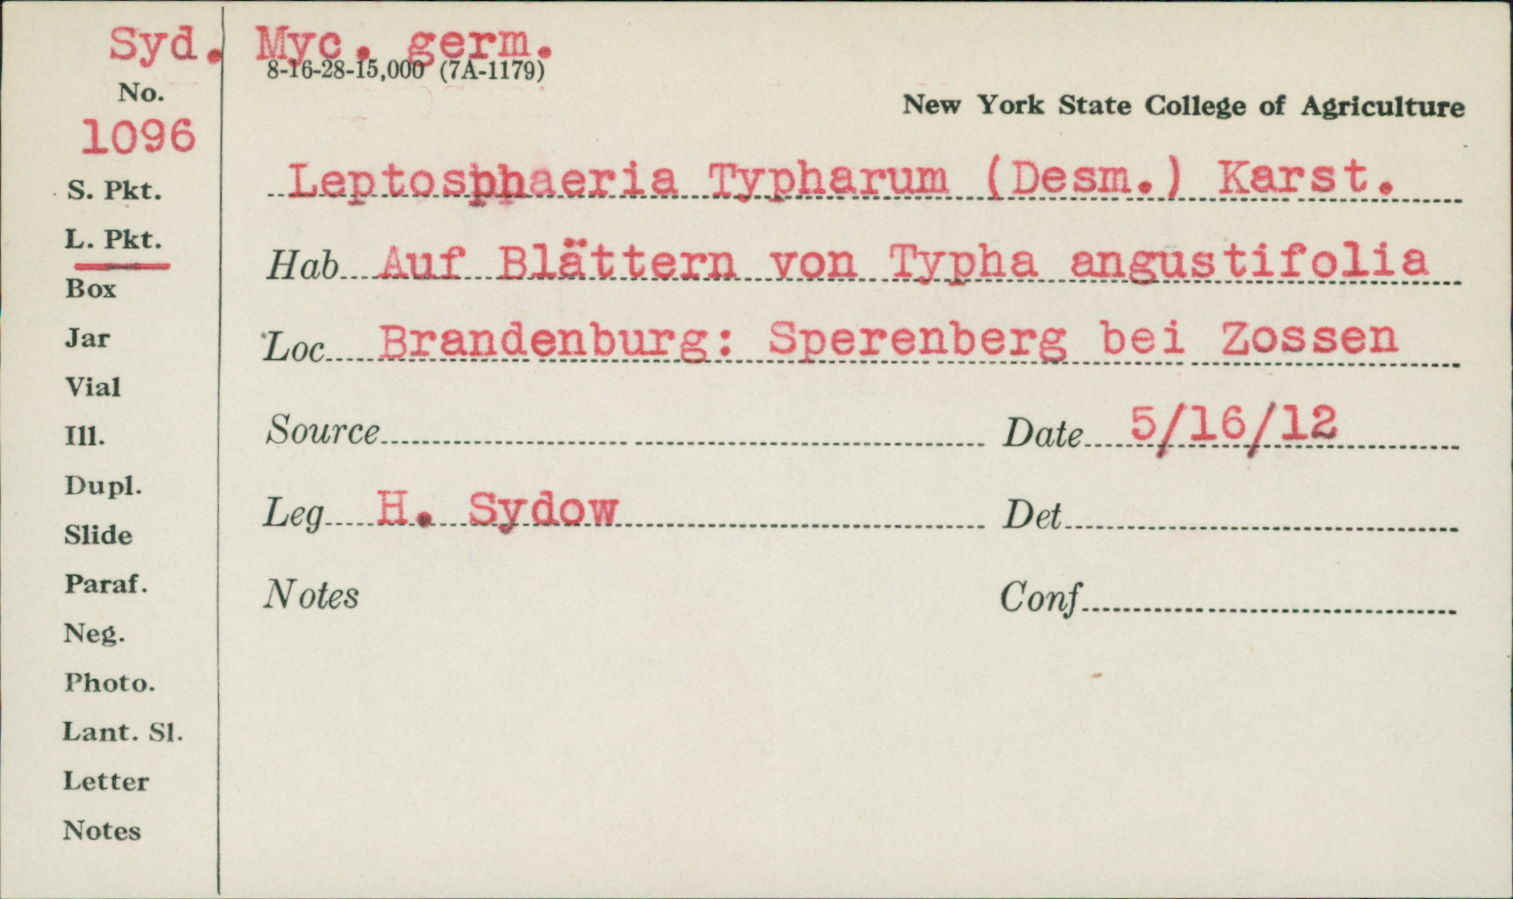 Syd. Myc. germ.
8-16-28-15,000 (7A-1179)
No.
1096
New York State College of Agriculture
Leptosphaeria Typharum (Desm.) Karst.
Hab. Auf Blättern von Typha angustifolia
Loc. Brandenburg: Sperenberg bei Zossen
Source
Date 5/16/12
Leg. H. Sydow
Det.
Notes
Conf.
S. Pkt.
L. Pkt.
Box
Jar
Vial
Ill.
Dupl.
Slide
Paraf.
Neg.
Photo.
Lant. Sl.
Letter
Notes